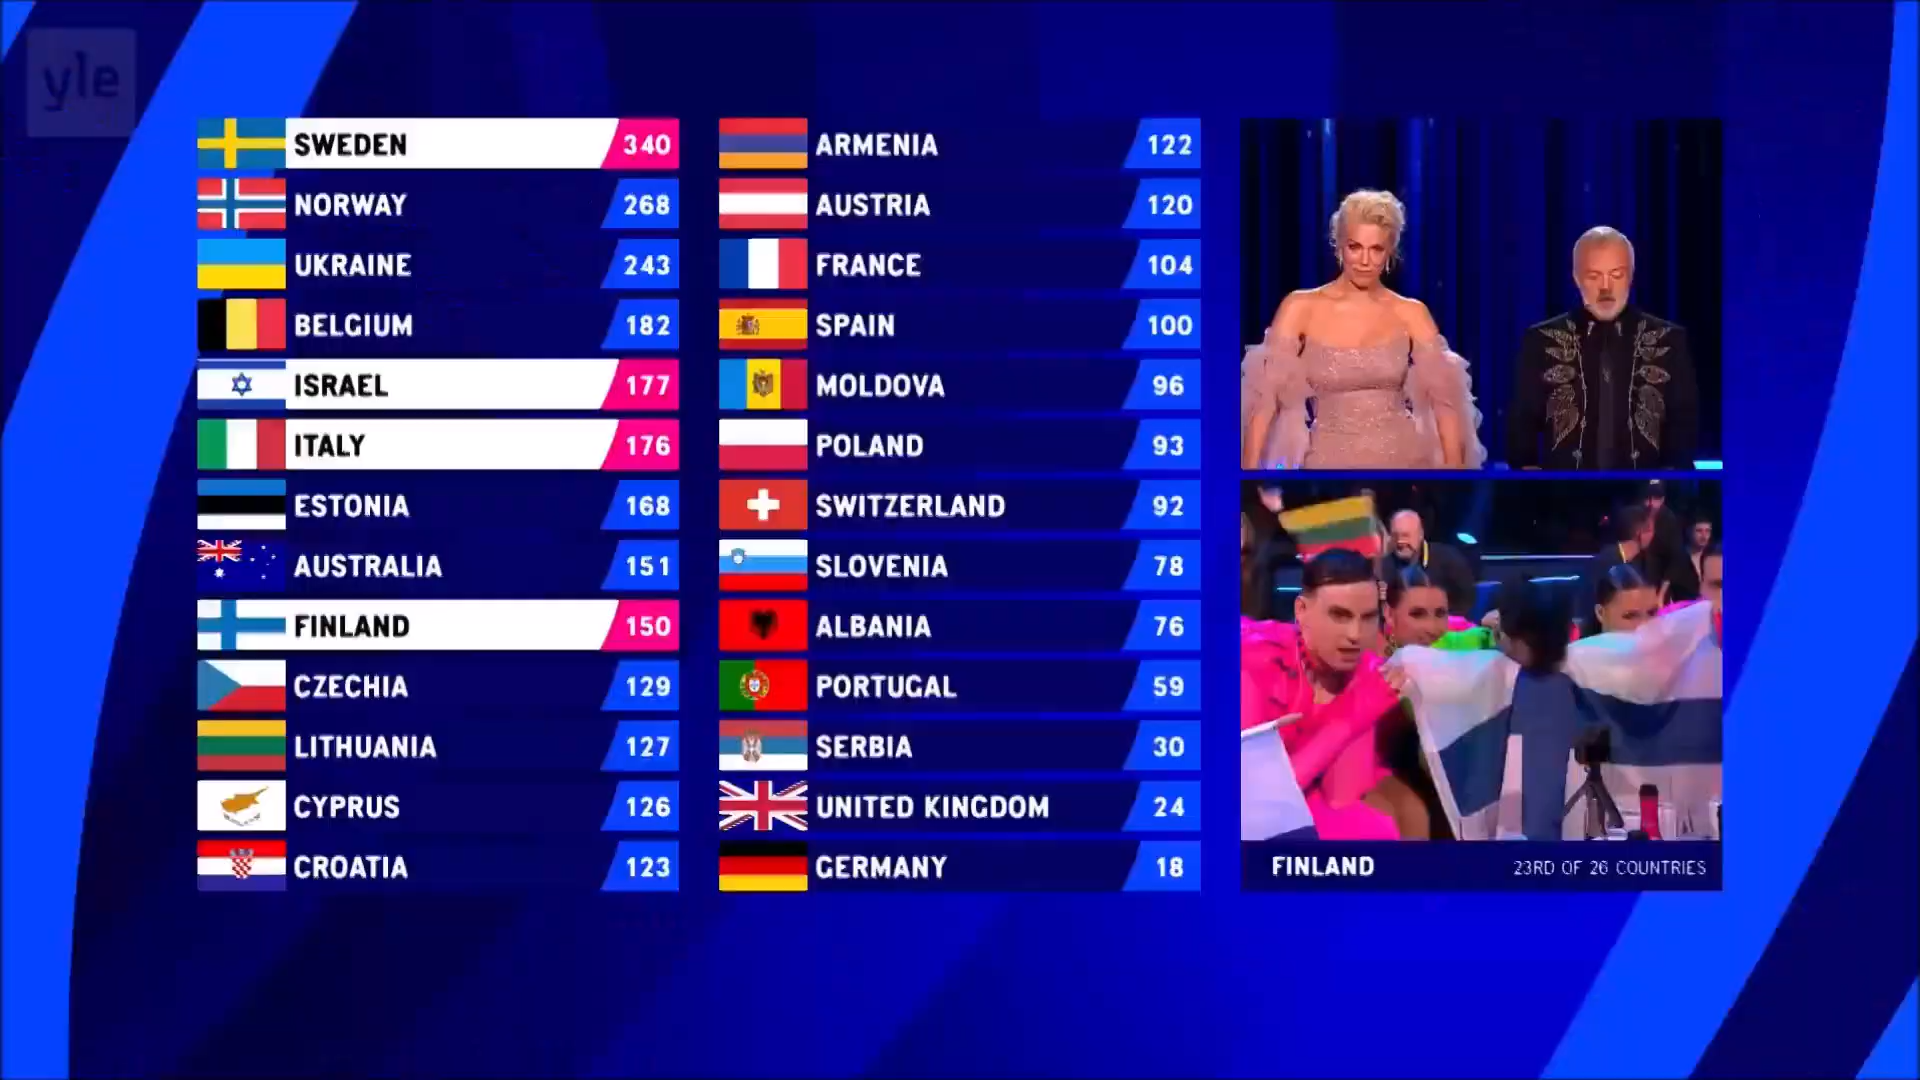 yle
SWEDEN 340
NORWAY 268
UKRAINE 243
BELGIUM 182
ISRAEL 177
ITALY 176
ESTONIA 168
AUSTRALIA 151
FINLAND 150
CZECHIA 129
LITHUANIA 127
CYPRUS 126
CROATIA 123
ARMENIA 122
AUSTRIA 120
FRANCE 104
SPAIN 100
MOLDOVA 96
POLAND 93
SWITZERLAND 92
SLOVENIA 78
ALBANIA 76
PORTUGAL 59
SERBIA 30
UNITED KINGDOM 24
GERMANY 18
FINLAND 23RD OF 26 COUNTRIES